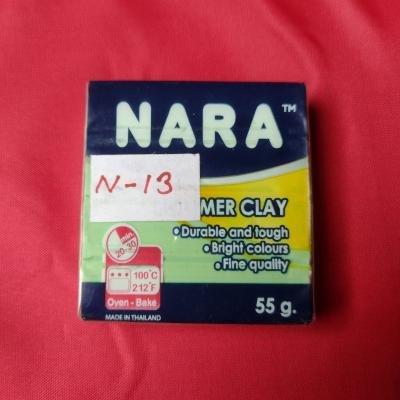 NARA™
N-13
MER CLAY
•Durable and tough
•Bright colours
•Fine quality
min.
20-30
100°C
212°F
Oven - Bake
55 g.
MADE IN THAILAND